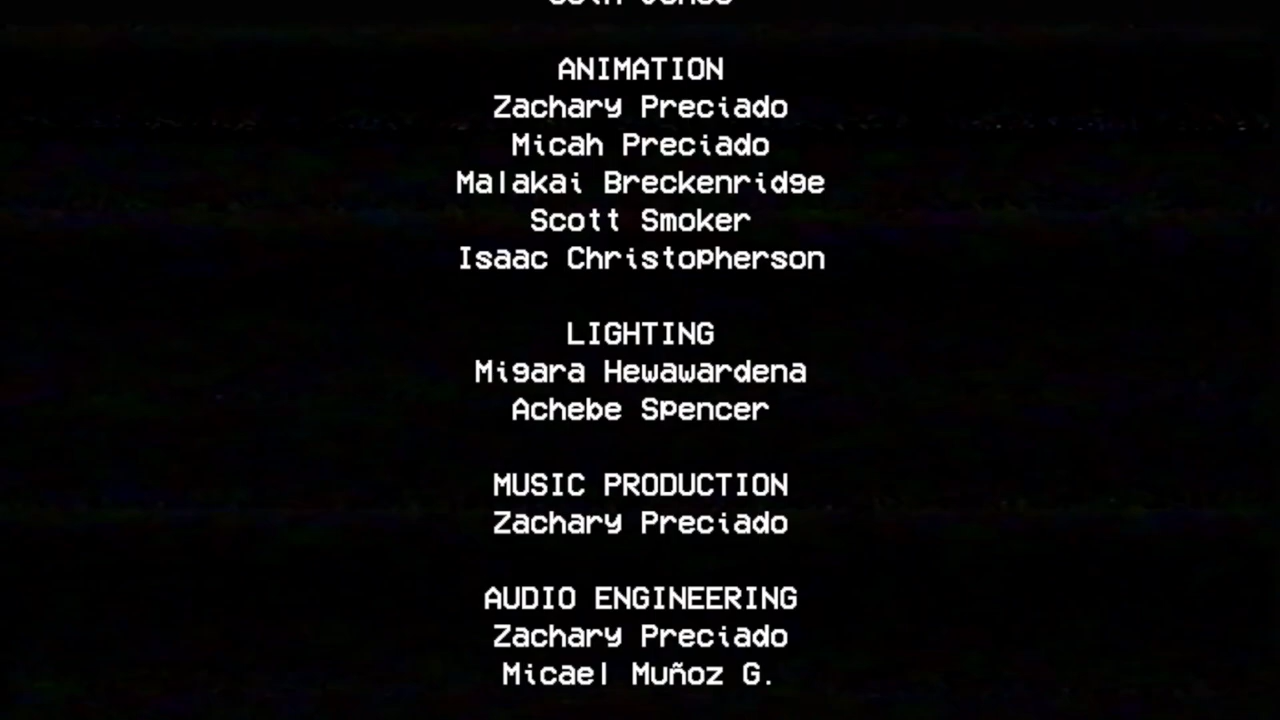 ANIMATION
Zachary Preciado
Micah Preciado
Malakai Breckenridge
Scott Smoker
Isaac Christopherson
LIGHTING
Migara Hewawardena
Achebe Spencer
MUSIC PRODUCTION
Zachary Preciado
AUDIO ENGINEERING
Zachary Preciado
Micael Muñoz G.